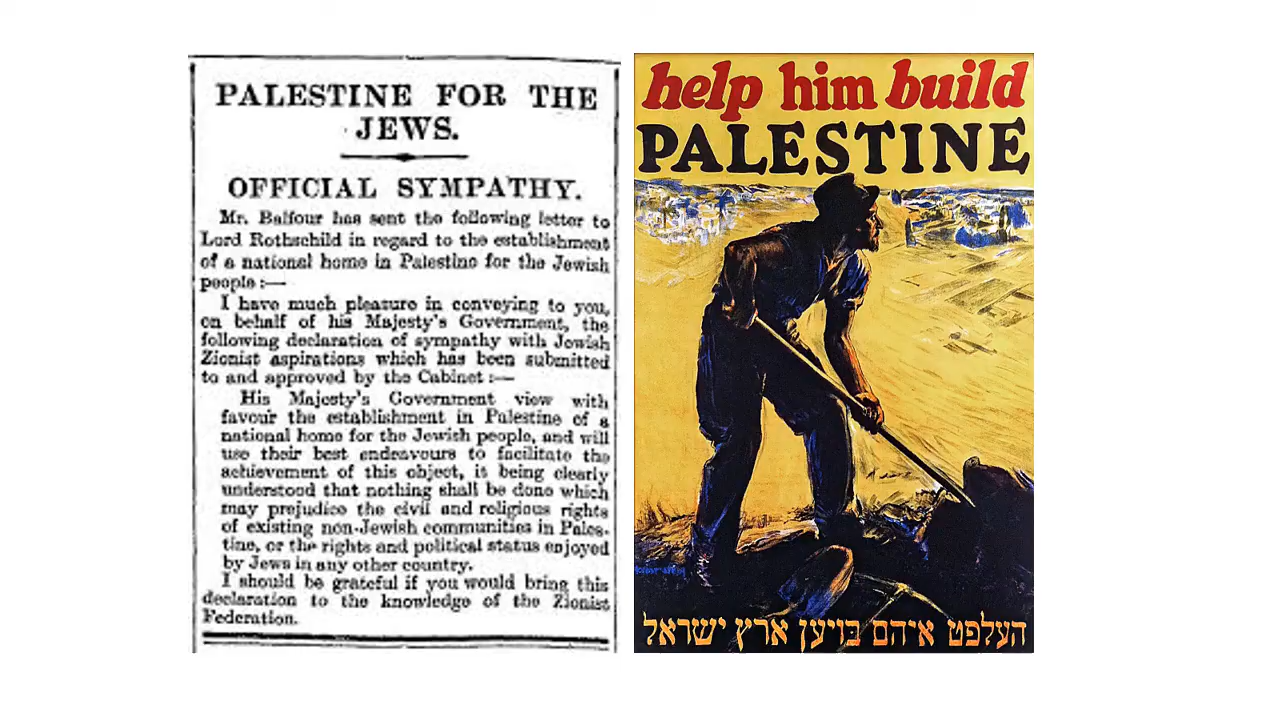 PALESTINE FOR THE
JEWS.
OFFICIAL SYMPATHY.
Mr. Balfour has sent the following letter to
Lord Rothschild in regard to the establishment
of a national home in Palestine for the Jewish
people :—
I have much pleasure in conveying to you,
on behalf of his Majesty's Government, the
following declaration of sympathy with Jewish
Zionist aspirations which has been submitted
to and approved by the Cabinet :—
His Majesty's Government view with
favour the establishment in Palestine of a
national home for the Jewish people, and will
use their best endeavours to facilitate the
achievement of this object, it being clearly
understood that nothing shall be done which
may prejudice the civil and religious rights
of existing non-Jewish communities in Pales-
tine, or the rights and political status enjoyed
by Jews in any other country.
I should be grateful if you would bring this
declaration to the knowledge of the Zionist
Federation.
help him build
PALESTINE
העלפט איהם בויען ארץ ישראל